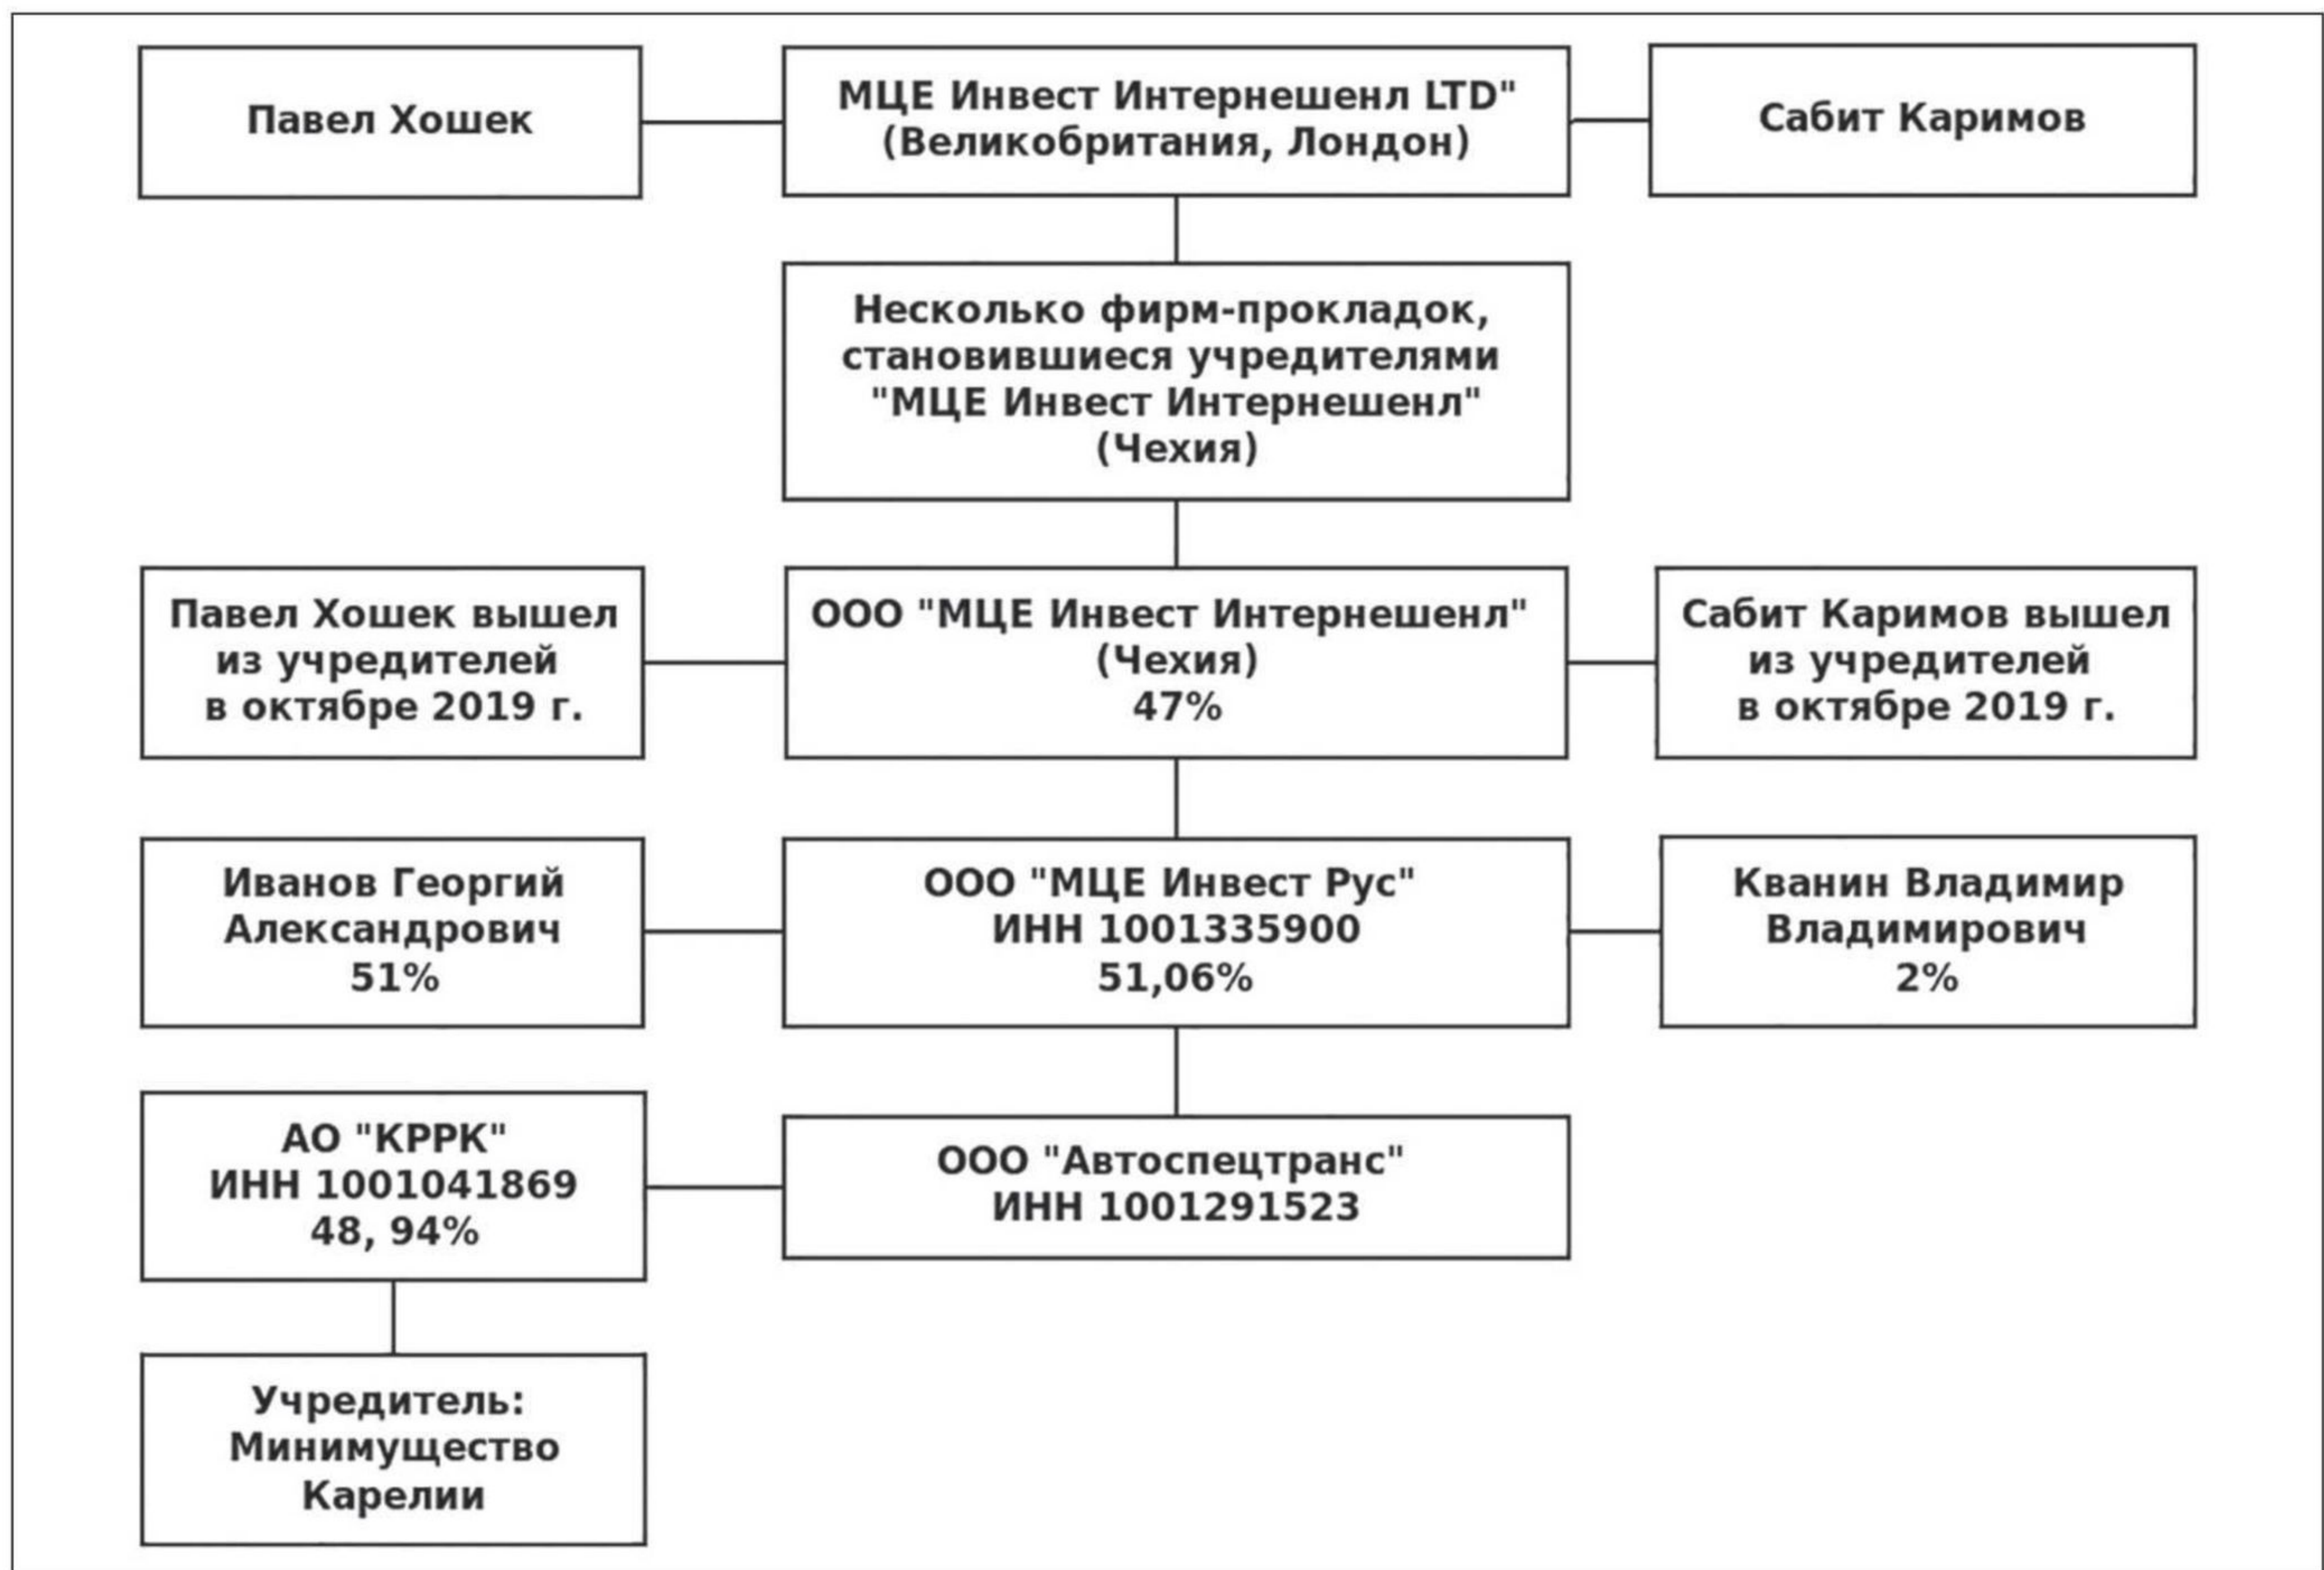 Павел Хошек
МЦЕ Инвест Интернешенл LTD"
(Великобритания, Лондон)
Сабит Каримов
Несколько фирм-прокладок,
становившиеся учредителями
"МЦЕ Инвест Интернешенл"
(Чехия)
Павел Хошек вышел
из учредителей
в октябре 2019 г.
ООО "МЦЕ Инвест Интернешенл"
(Чехия)
47%
Сабит Каримов вышел
из учредителей
в октябре 2019 г.
Иванов Георгий
Александрович
51%
ООО "МЦЕ Инвест Рус"
ИНН 1001335900
51,06%
Кванин Владимир
Владимирович
2%
АО "КРРК"
ИНН 1001041869
48, 94%
ООО "Автоспецтранс"
ИНН 1001291523
Учредитель:
Минимущество
Карелии